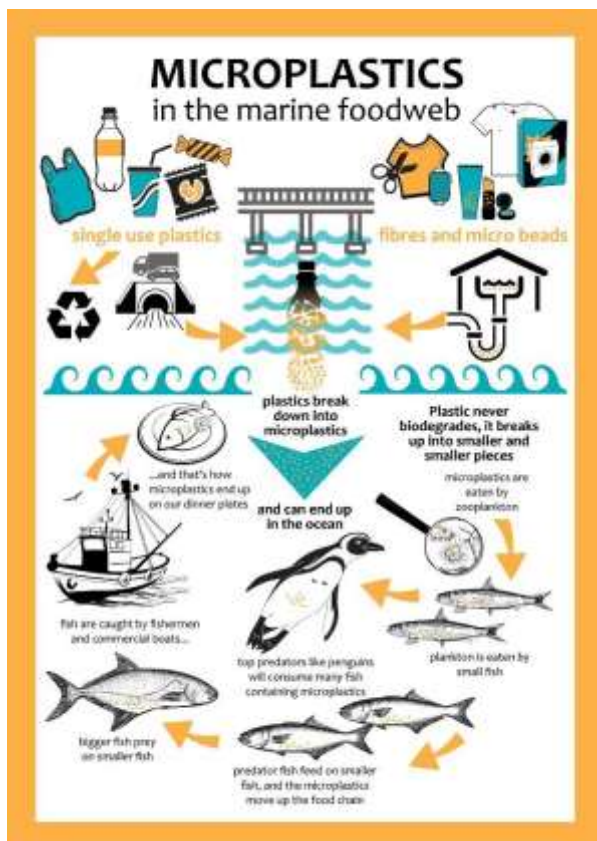 MICROPLASTICS
in the marine foodweb
single use plastics
fibres and micro beads
plastics break
down into
microplastics
Plastic never
biodegrades, it breaks
up into smaller and
smaller pieces
microplastics are
eaten by
zooplankton
...and that's how
microplastics end up
on our dinner plates
and can end up
in the ocean
fish are caught by fishermen
and commercial boats...
top predators like penguins
will consume many fish
containing microplastics
plankton is eaten by
small fish
bigger fish prey
on smaller fish
predator fish feed on smaller
fish, and the microplastics
move up the food chain